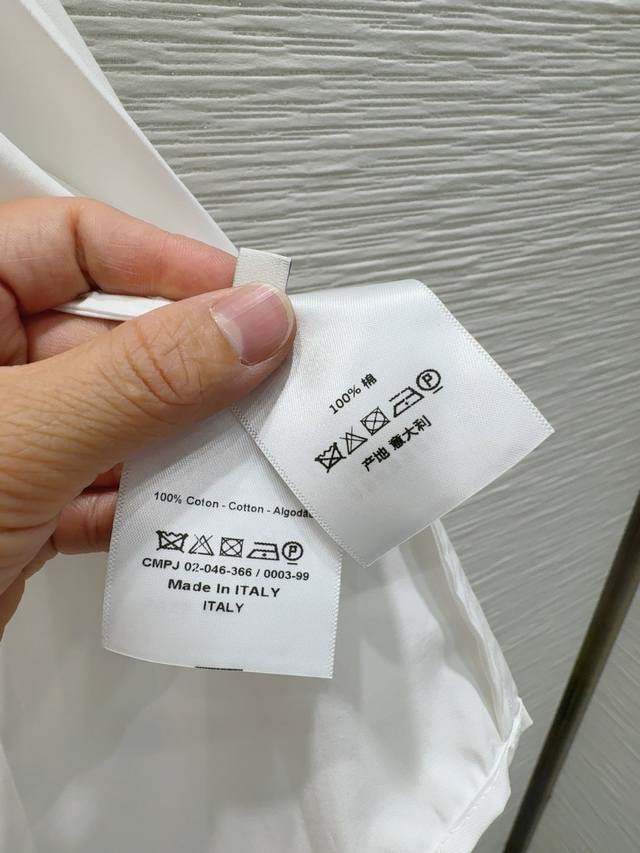 100% 棉
P
产地 意大利
100% Coton - Cotton - Algoda
P
CMPJ 02-046-366 / 0003-99
Made In ITALY
ITALY